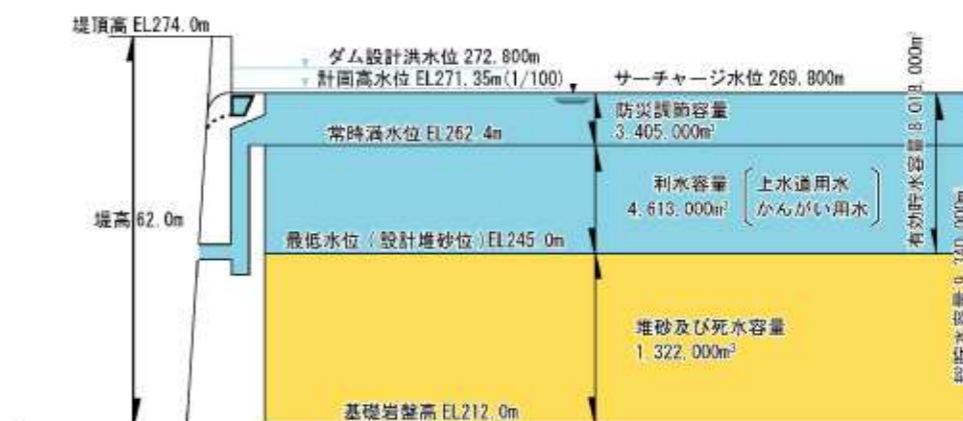 堤頂高 EL274.0m
ダム設計洪水位 272.800m
計画高水位 EL271.35m(1/100)
サーチャージ水位 269.800m
防災調節容量
3.405.000m³
常時満水位 EL262.4m
利水容量
4.613.000m³
上水道用水
かんがい用水
有効貯水容量 8.018.000m³
堤高 62.0m
最低水位（設計堆砂位）EL245.0m
堆砂及び死水容量
1.322.000m³
基礎岩盤高 EL212.0m